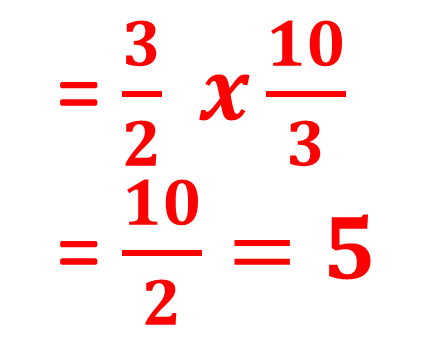 = 3/2 x 10/3
= 10/2 = 5